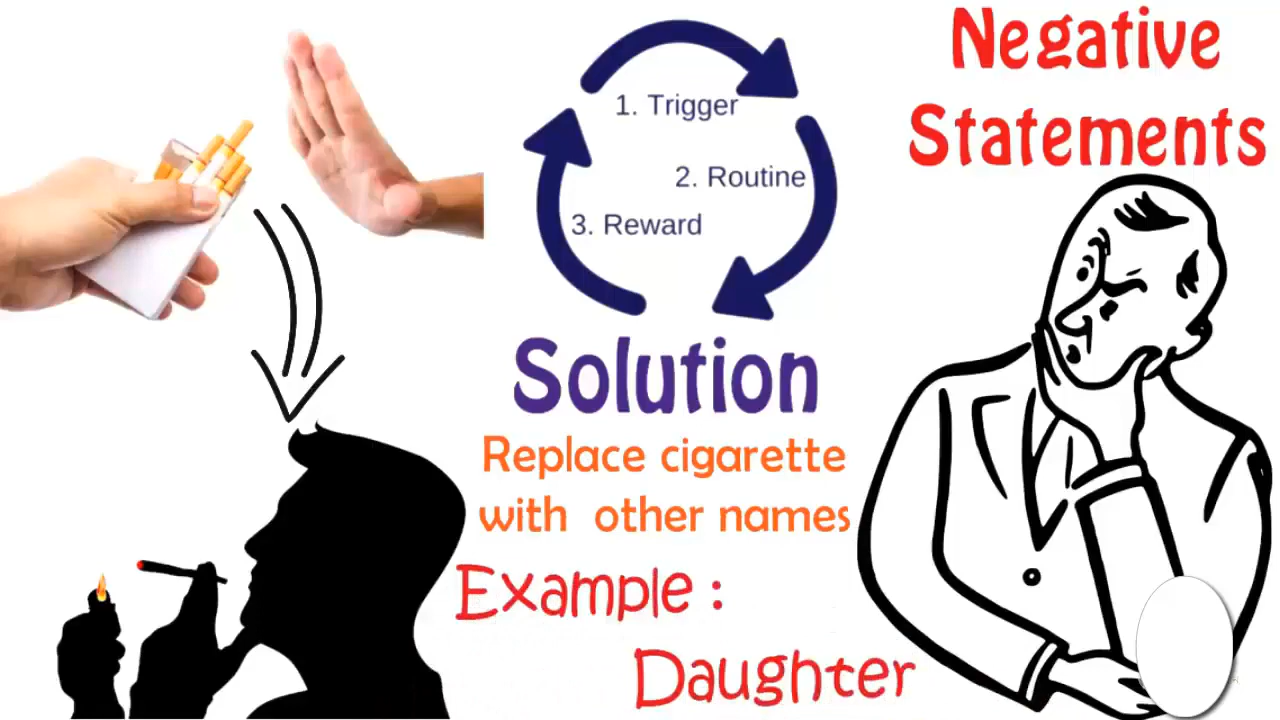 1. Trigger
2. Routine
3. Reward
Negative
Statements
Solution
Replace cigarette
with other names
Example :
Daughter